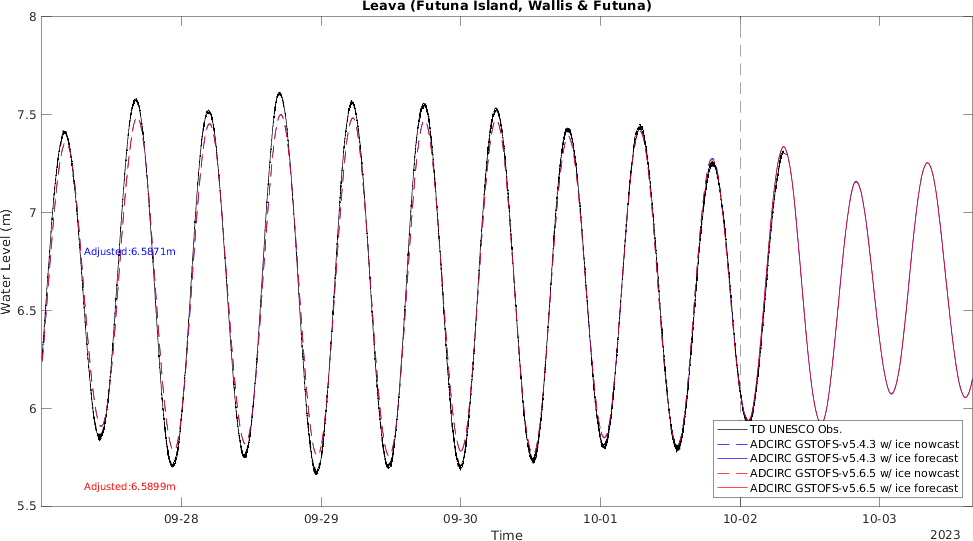 Leava (Futuna Island, Wallis & Futuna)
8
7.5
7
6.5
6
5.5
Water Level (m)
Adjusted:6.5871m
Adjusted:6.5899m
TD UNESCO Obs.
ADCIRC GSTOFS-v5.4.3 w/ ice nowcast
ADCIRC GSTOFS-v5.4.3 w/ ice forecast
ADCIRC GSTOFS-v5.6.5 w/ ice nowcast
ADCIRC GSTOFS-v5.6.5 w/ ice forecast
09-28 09-29 09-30 10-01 10-02 10-03
Time
2023